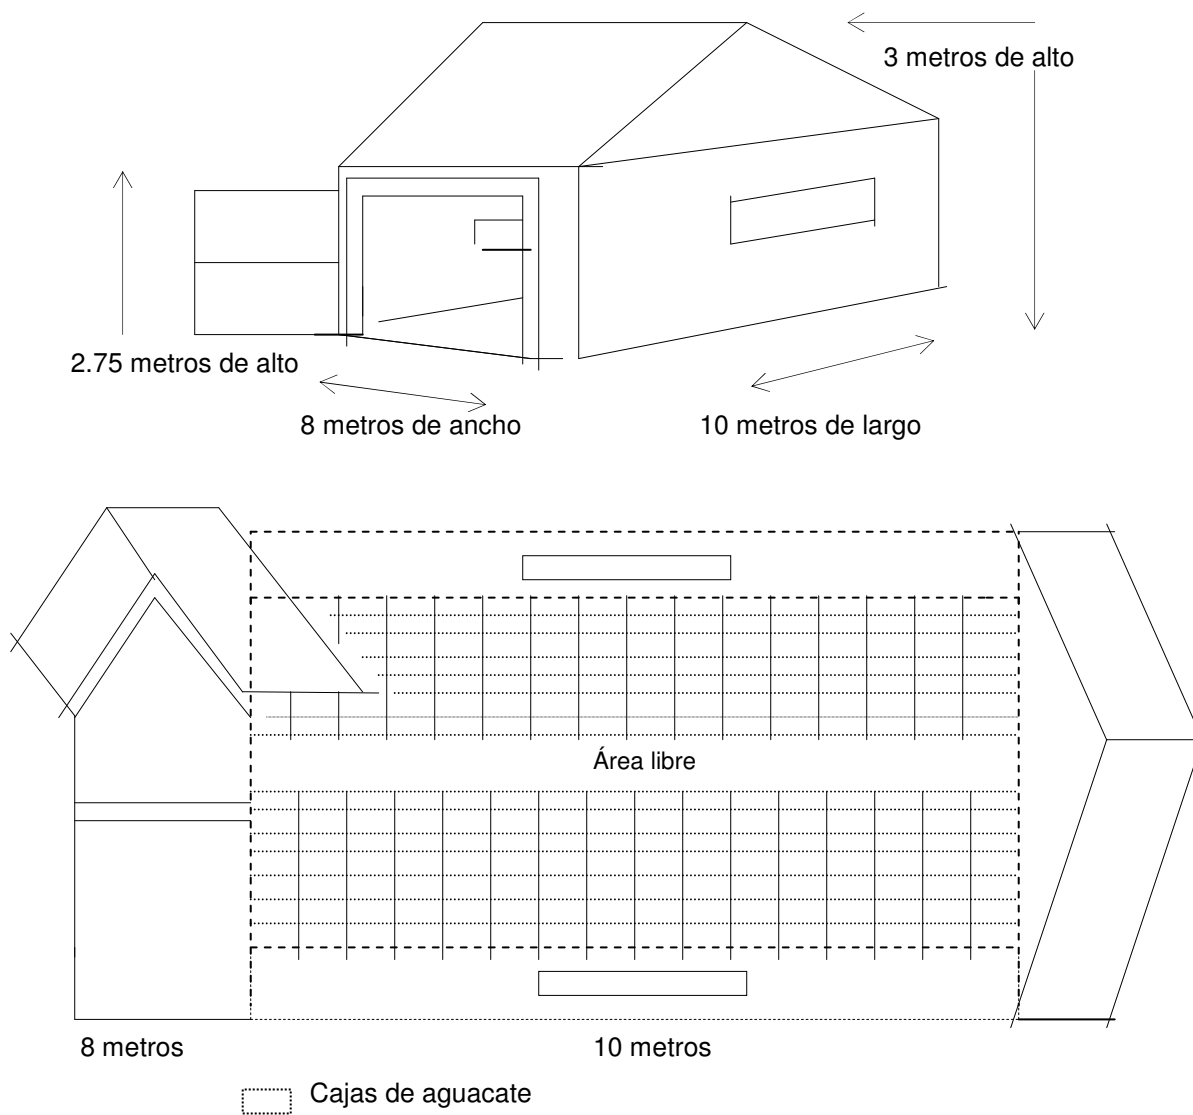 3 metros de alto
2.75 metros de alto
8 metros de ancho
10 metros de largo
Área libre
8 metros
10 metros
Cajas de aguacate